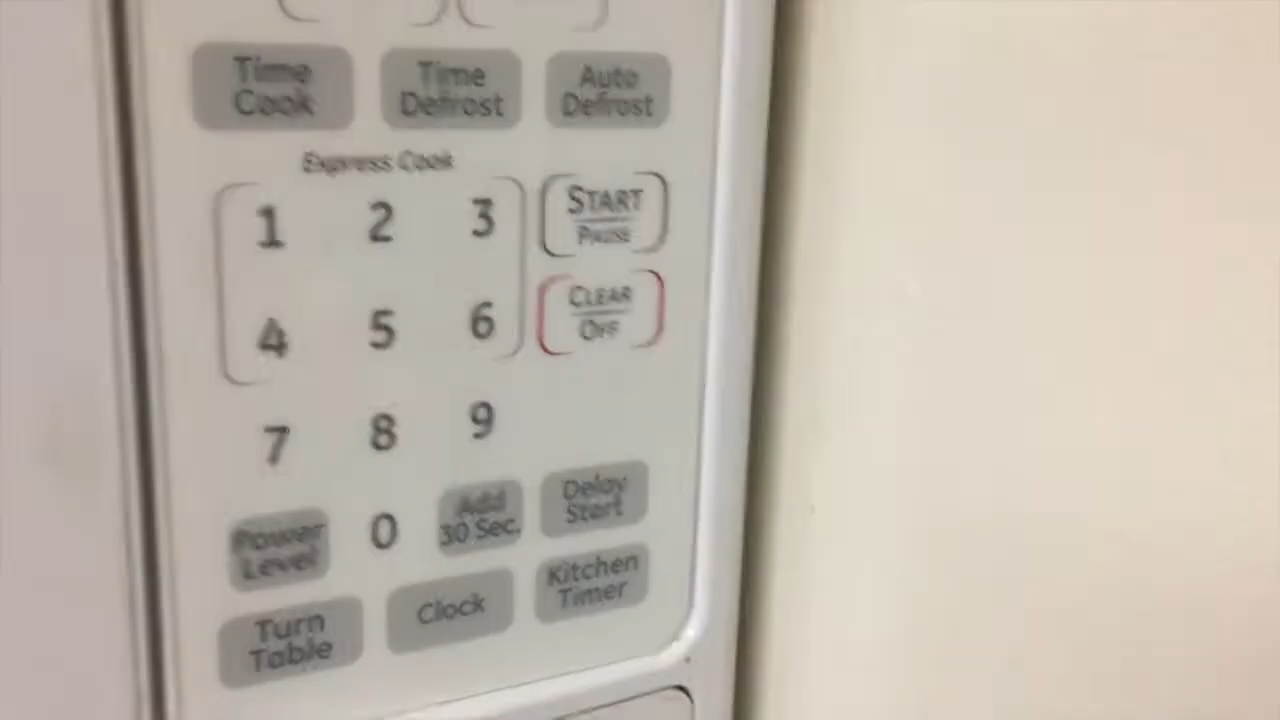 Time Cook
Time Defrost
Auto Defrost
Express Cook
1 2 3
START
PAUSE
4 5 6
CLEAR
OFF
7 8 9
Power Level
0
Add 30 Sec.
Delay Start
Turn Table
Clock
Kitchen Timer